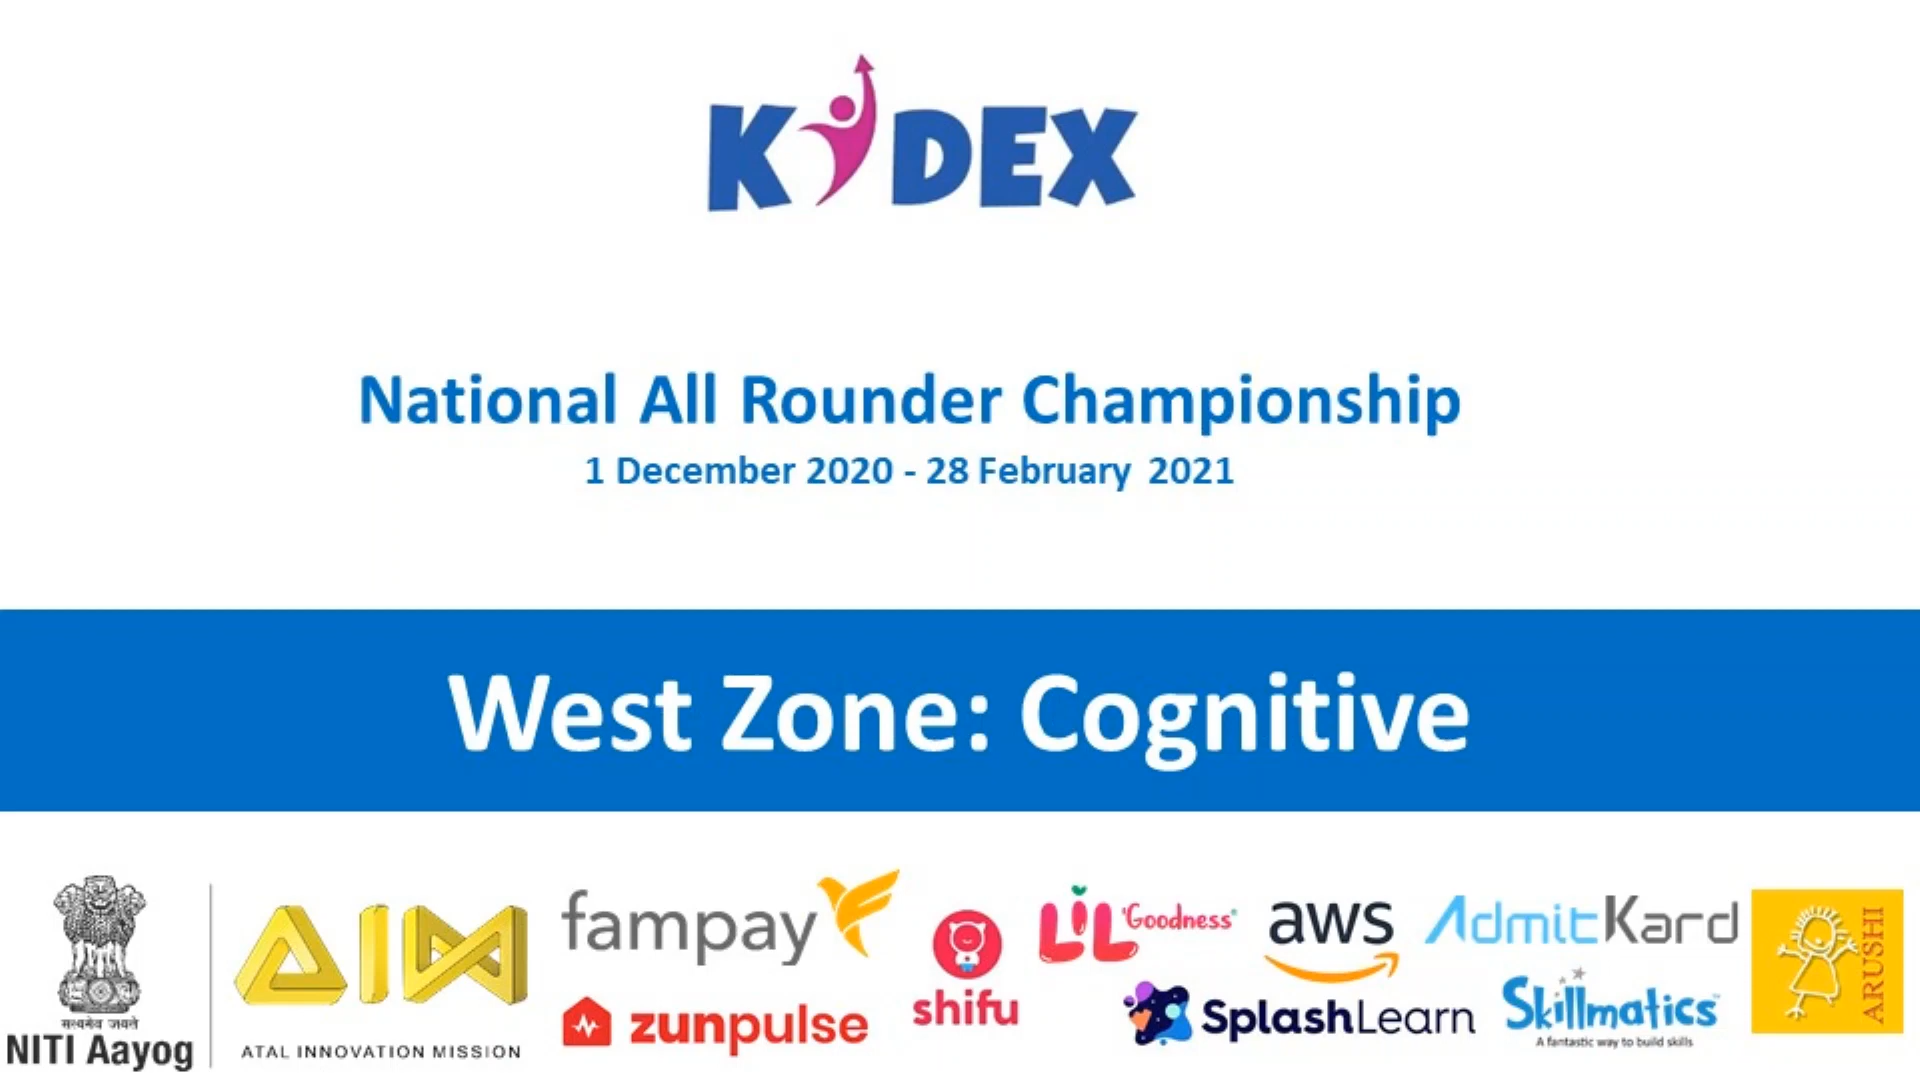 KIDEX
National All Rounder Championship
1 December 2020 - 28 February 2021
West Zone: Cognitive
सत्यमेव जयते
NITI Aayog
AIM
ATAL INNOVATION MISSION
fampay
zunpulse
shifu
LiL 'Goodness'
aws
AdmitKard
SplashLearn
Skillmatics
A fantastic way to build skills
ARUSHI